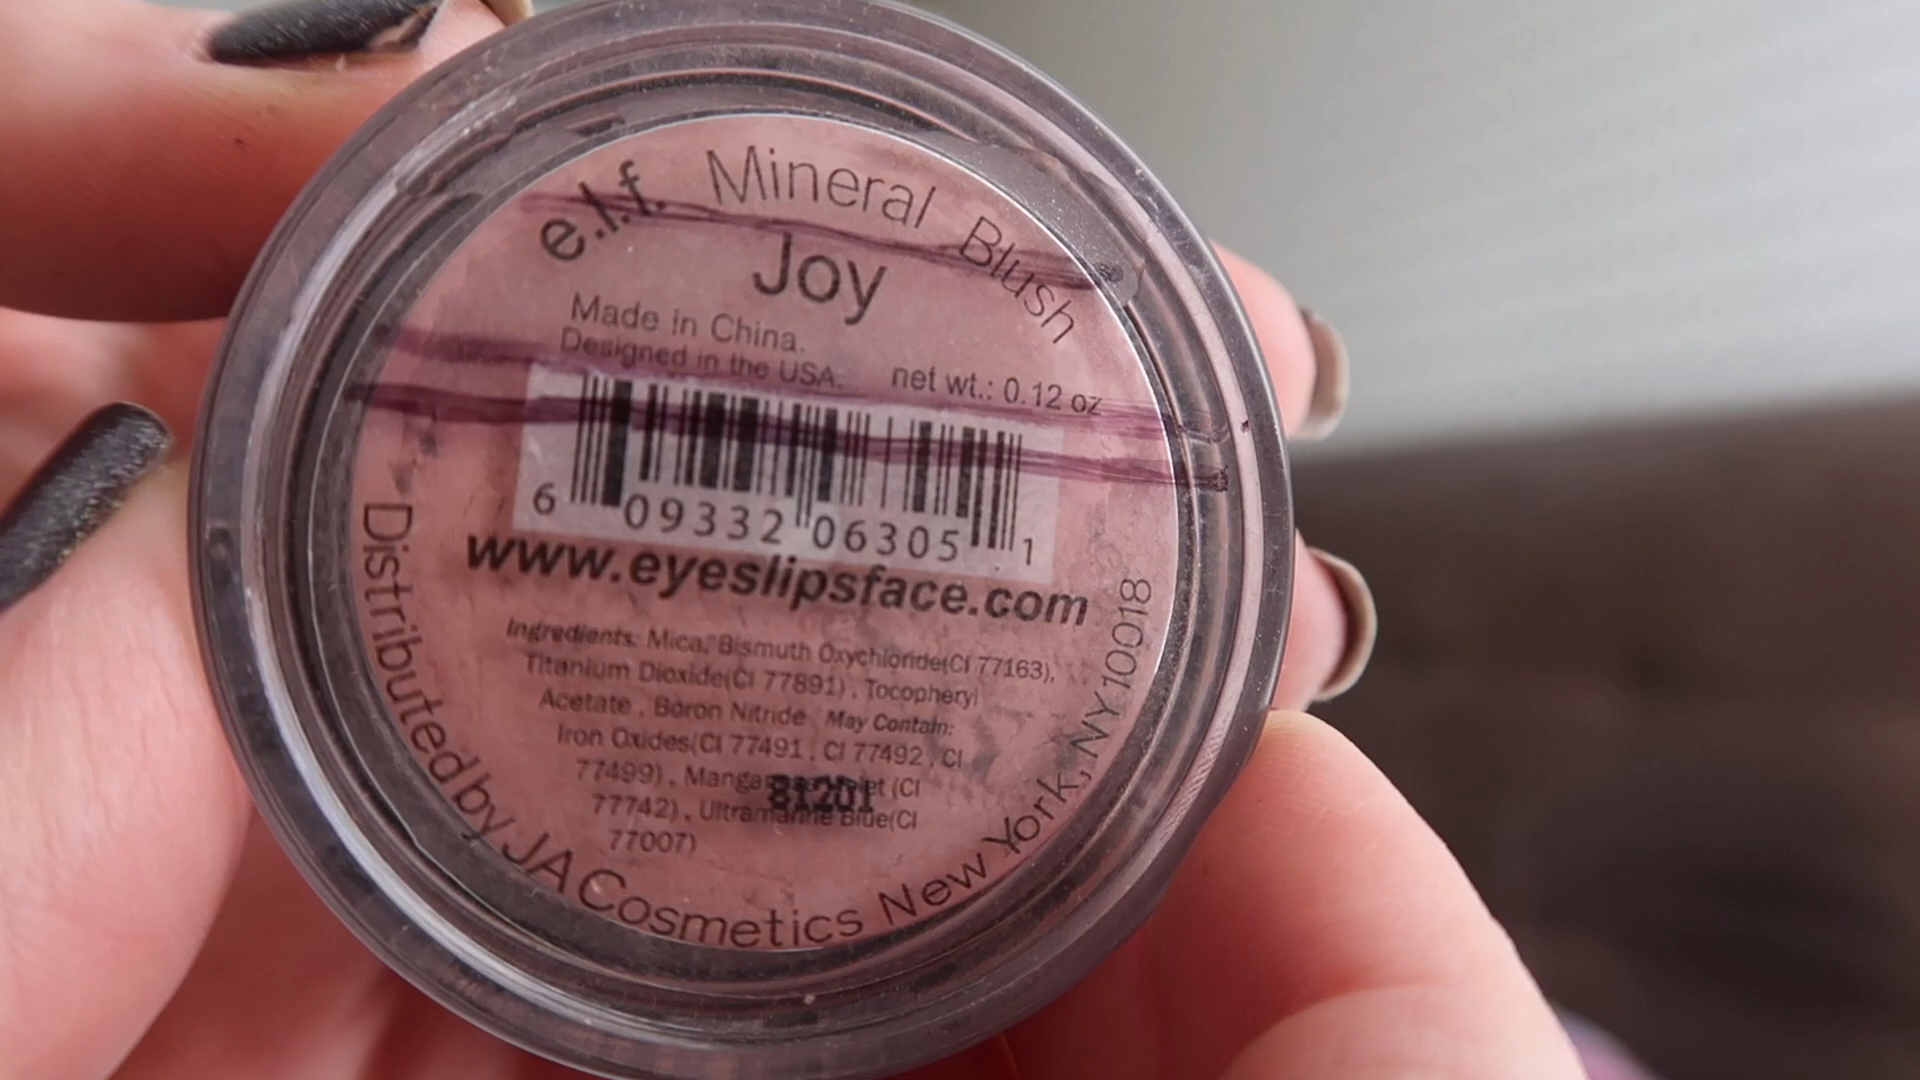 e.l.f. Mineral Blush
Joy
Made in China.
Designed in the USA. net wt.: 0.12 oz
6 09332 06305 1
www.eyeslipsface.com
Ingredients: Mica, Bismuth Oxychloride(CI 77163),
Titanium Dioxide(CI 77891) , Tocopheryl
Acetate , Boron Nitride May Contain:
Iron Oxides(CI 77491 , CI 77492 , CI
77499) , (CI
77742) , Ultramarine Blue(CI
77007)
81201
Distributed by JA Cosmetics New York, NY 10018